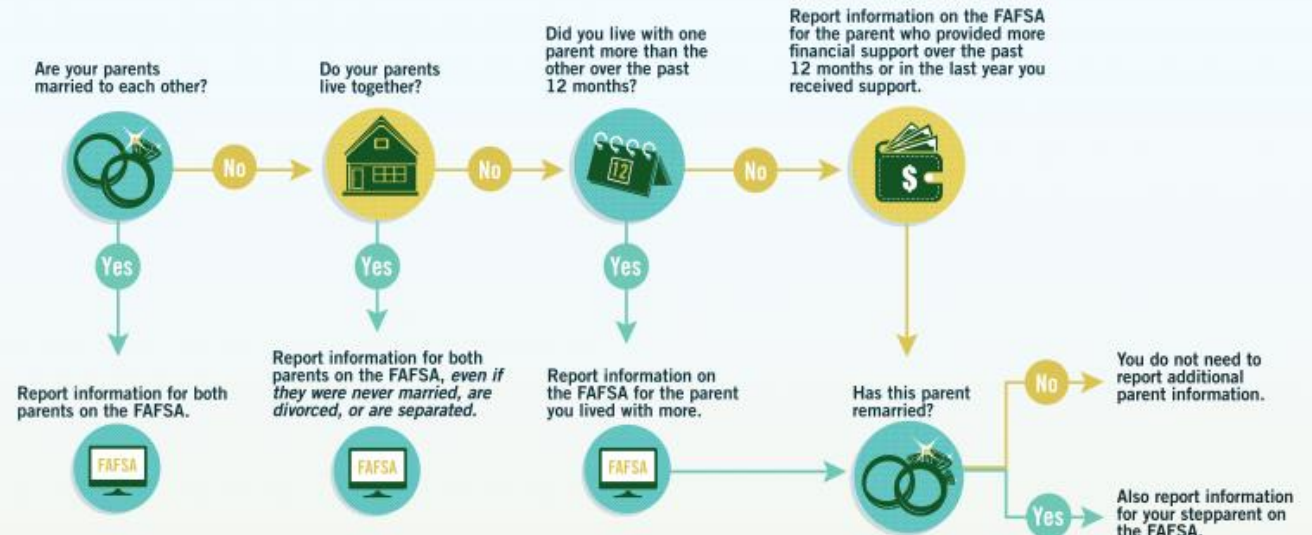 Are your parents
married to each other?
No
Do your parents
live together?
No
Did you live with one
parent more than the
other over the past
12 months?
12
No
Report information on the FAFSA
for the parent who provided more
financial support over the past
12 months or in the last year you
received support.
$
Yes
Report information for both
parents on the FAFSA.
FAFSA
Yes
Report information for both
parents on the FAFSA, even if
they were never married, are
divorced, or are separated.
FAFSA
Yes
Report information on
the FAFSA for the parent
you lived with more.
FAFSA
Has this parent
remarried?
No
You do not need to
report additional
parent information.
Yes
Also report information
for your stepparent on
the FAFSA.